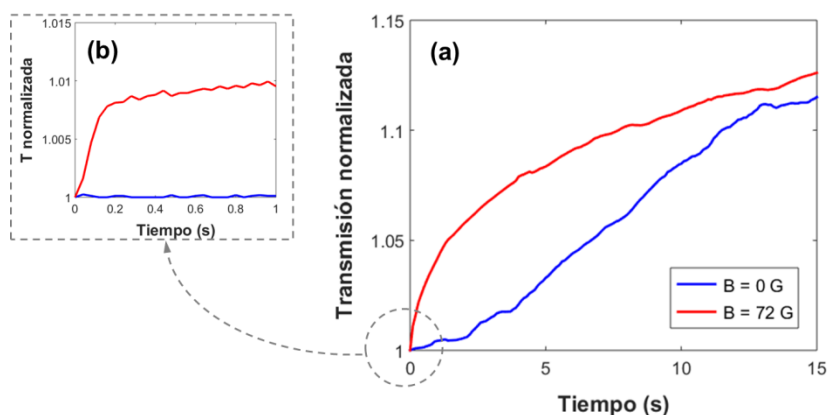 (b)
T normalizada
1.015
1.01
1.005
1
0
0.2
0.4
0.6
0.8
1
Tiempo (s)
(a)
Transmisión normalizada
1.15
1.1
1.05
1
0
5
10
15
Tiempo (s)
B = 0 G
B = 72 G